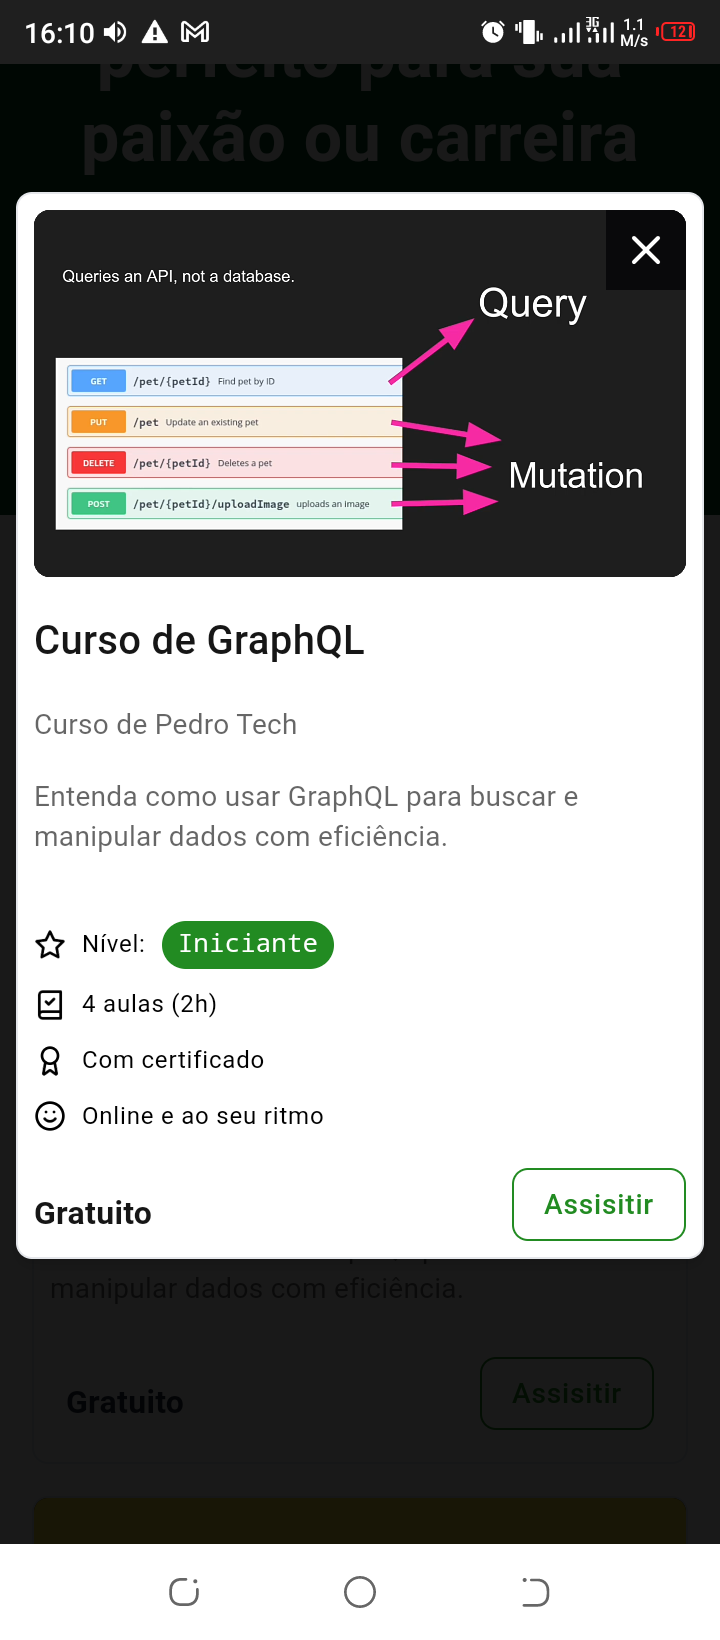 16:10
3G
1.1
M/s
12
perfeito para sua
paixão ou carreira
Queries an API, not a database.
Query
GET /pet/{petId} Find pet by ID
PUT /pet Update an existing pet
DELETE /pet/{petId} Deletes a pet
Mutation
POST /pet/{petId}/uploadImage uploads an image
Curso de GraphQL
Curso de Pedro Tech
Entenda como usar GraphQL para buscar e
manipular dados com eficiência.
Nível: Iniciante
4 aulas (2h)
Com certificado
Online e ao seu ritmo
Gratuito
Assisitir
manipular dados com eficiência.
Gratuito
Assisitir